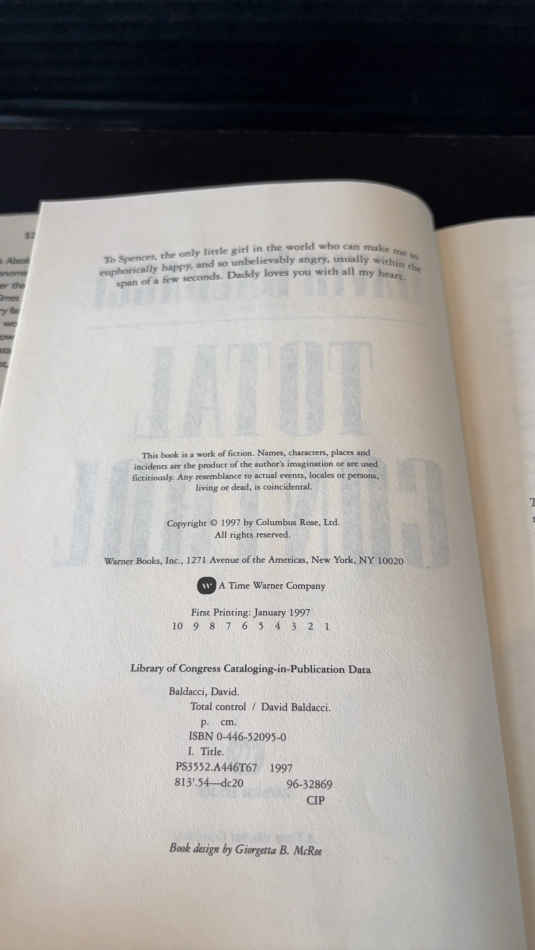 To Spencer, the only little girl in the world who can make me so
euphorically happy, and so unbelievably angry, usually within the
span of a few seconds. Daddy loves you with all my heart.
TOTAL
This book is a work of fiction. Names, characters, places and
incidents are the product of the author's imagination or are used
fictitiously. Any resemblance to actual events, locales or persons,
living or dead, is coincidental.
Copyright © 1997 by Columbus Rose, Ltd.
All rights reserved.
Warner Books, Inc., 1271 Avenue of the Americas, New York, NY 10020
W A Time Warner Company
First Printing: January 1997
10 9 8 7 6 5 4 3 2 1
Library of Congress Cataloging-in-Publication Data
Baldacci, David.
Total control / David Baldacci.
p. cm.
ISBN 0-446-52095-0
I. Title.
PS3552.A446T67 1997
813'.54—dc20 96-32869
CIP
Book design by Giorgetta B. McRee